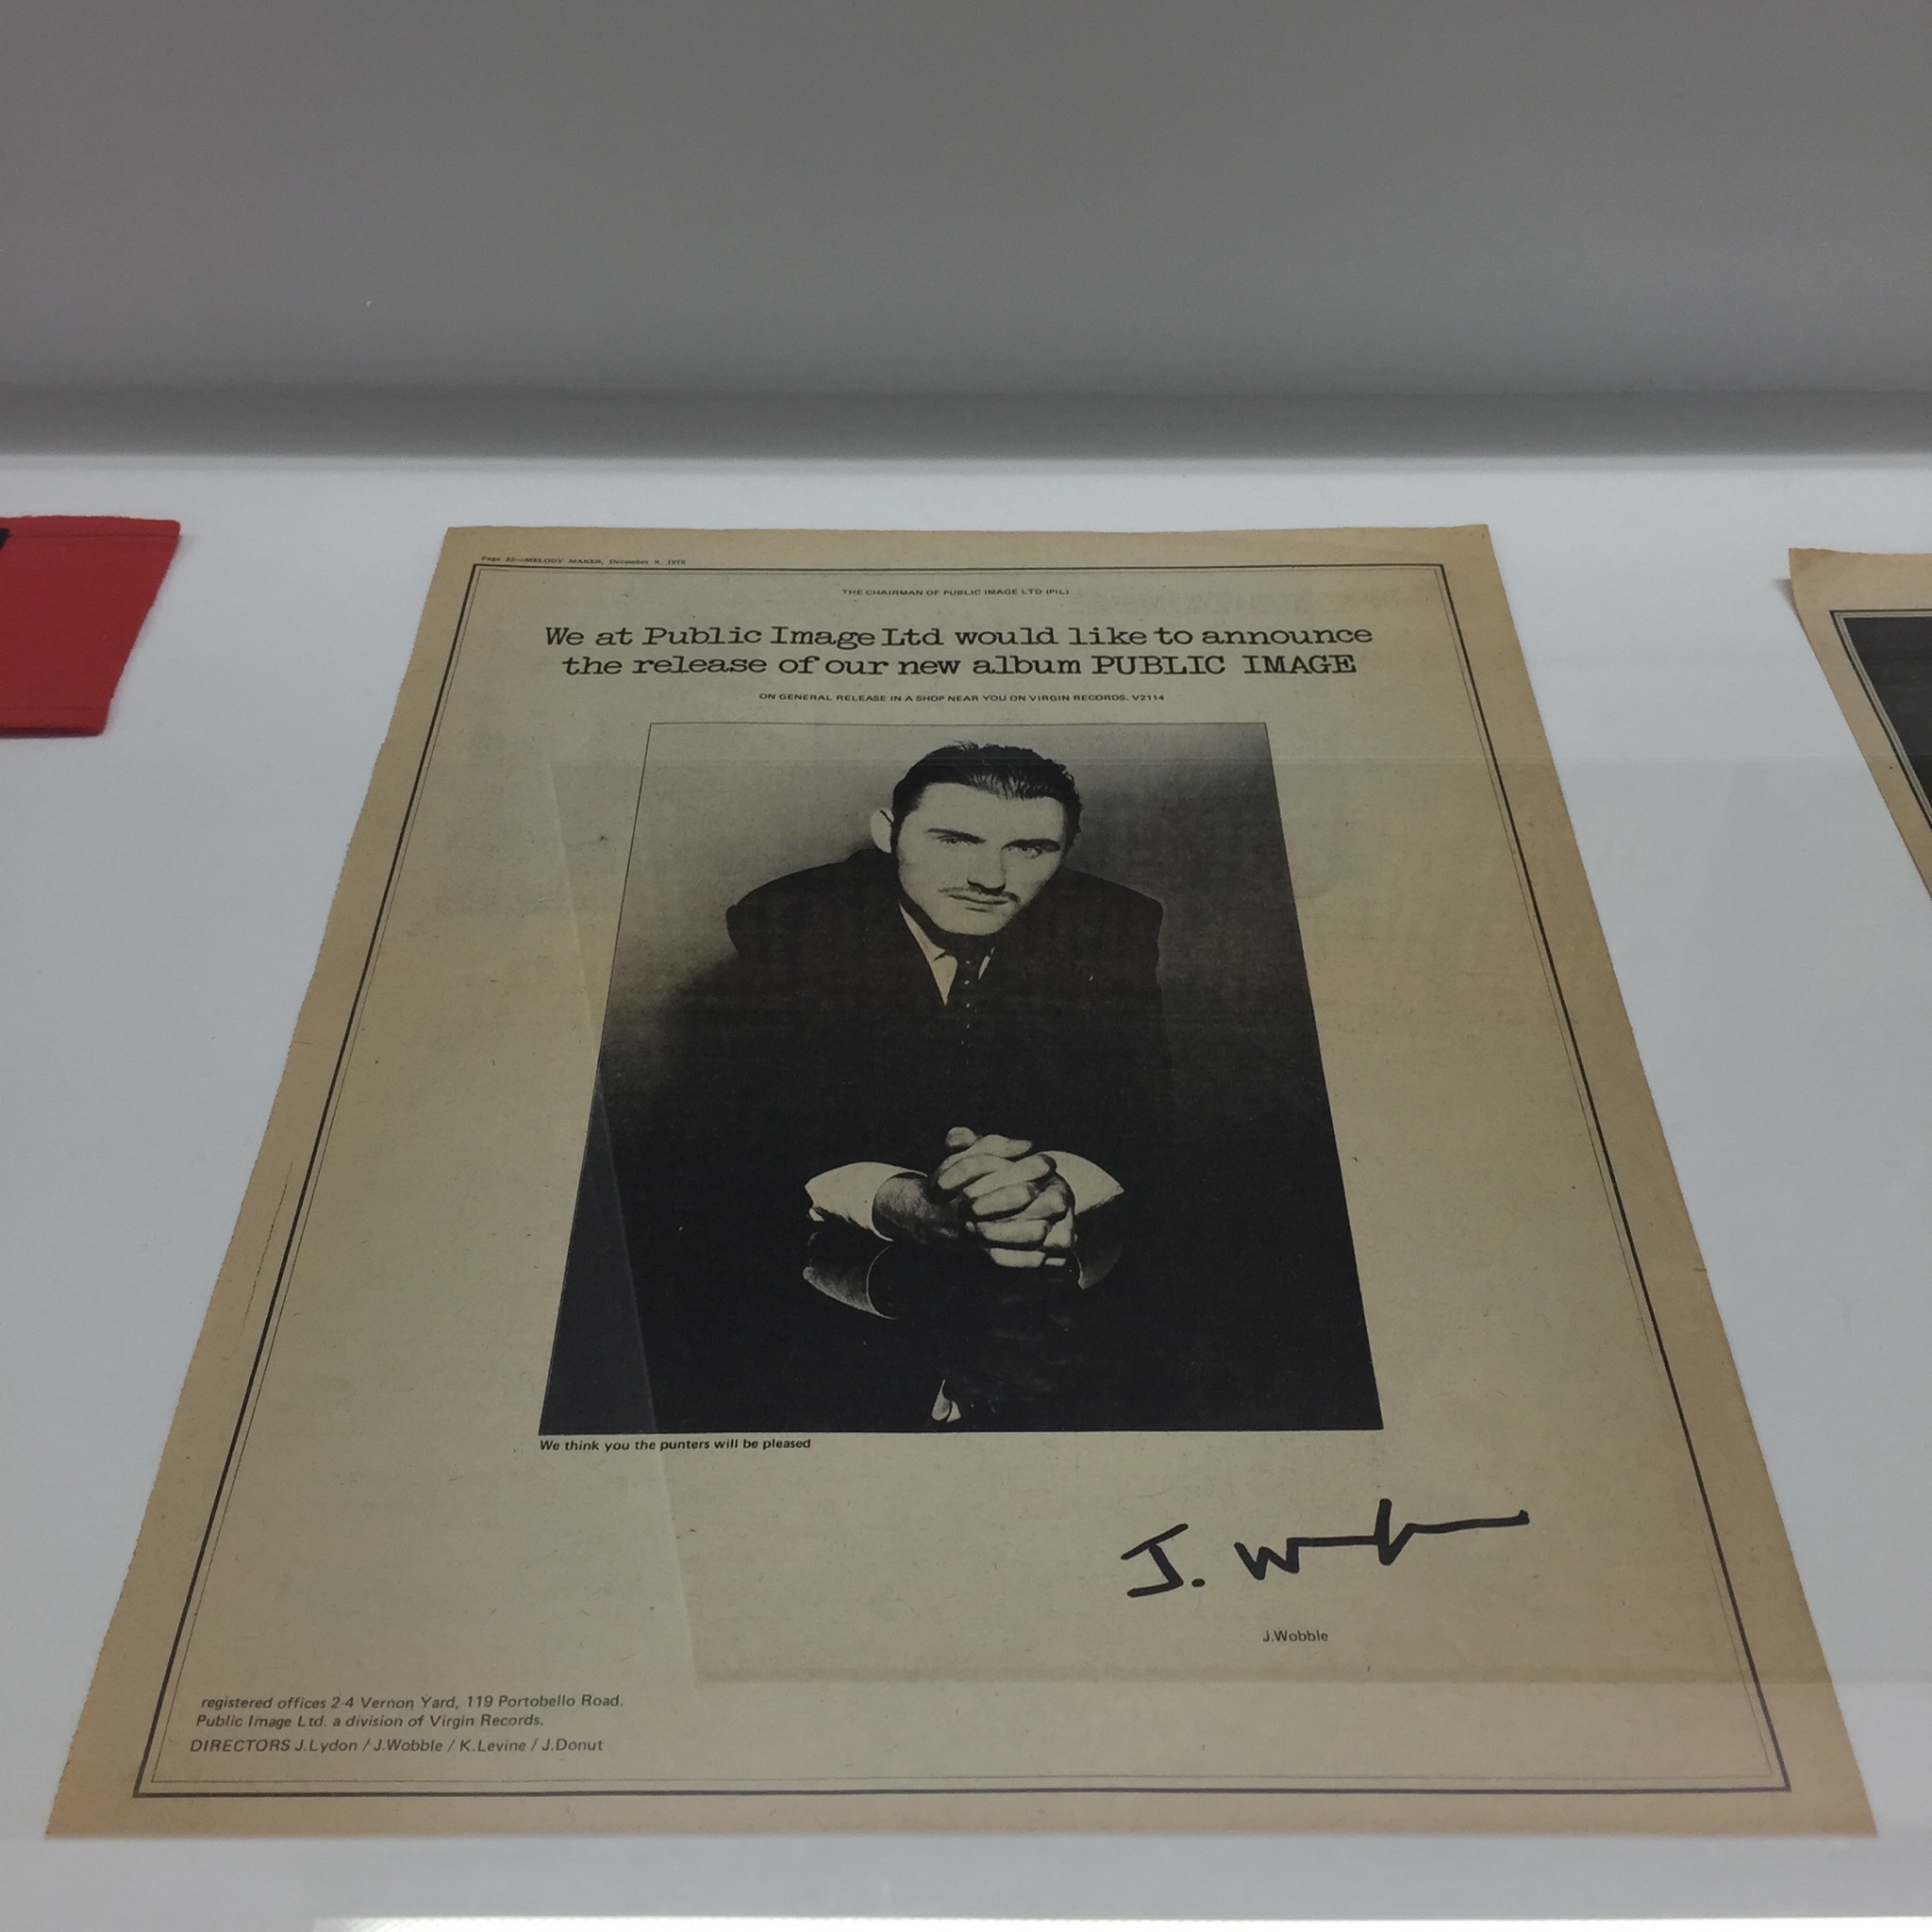 Page 32—MELODY MAKER, December 9, 1978
THE CHAIRMAN OF PUBLIC IMAGE LTD (PIL)
We at Public Image Ltd would like to announce
the release of our new album PUBLIC IMAGE
ON GENERAL RELEASE IN A SHOP NEAR YOU ON VIRGIN RECORDS. V2114
We think you the punters will be pleased
J. W
J.Wobble
registered offices 2-4 Vernon Yard, 119 Portobello Road.
Public Image Ltd. a division of Virgin Records.
DIRECTORS J.Lydon / J.Wobble / K.Levine / J.Donut